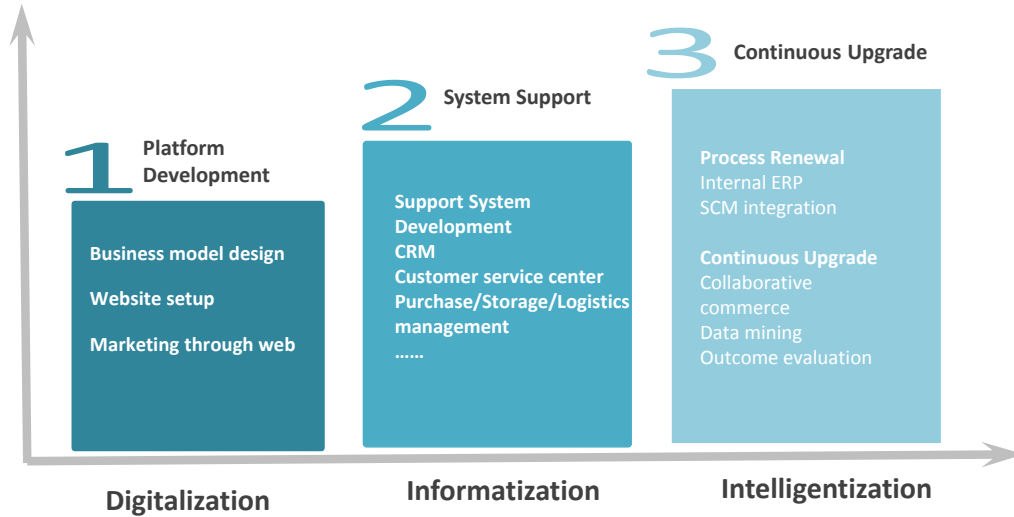 1
Platform
Development
Business model design
Website setup
Marketing through web
Digitalization
2
System Support
Support System
Development
CRM
Customer service center
Purchase/Storage/Logistics
management
……
Informatization
3
Continuous Upgrade
Process Renewal
Internal ERP
SCM integration
Continuous Upgrade
Collaborative
commerce
Data mining
Outcome evaluation
Intelligentization